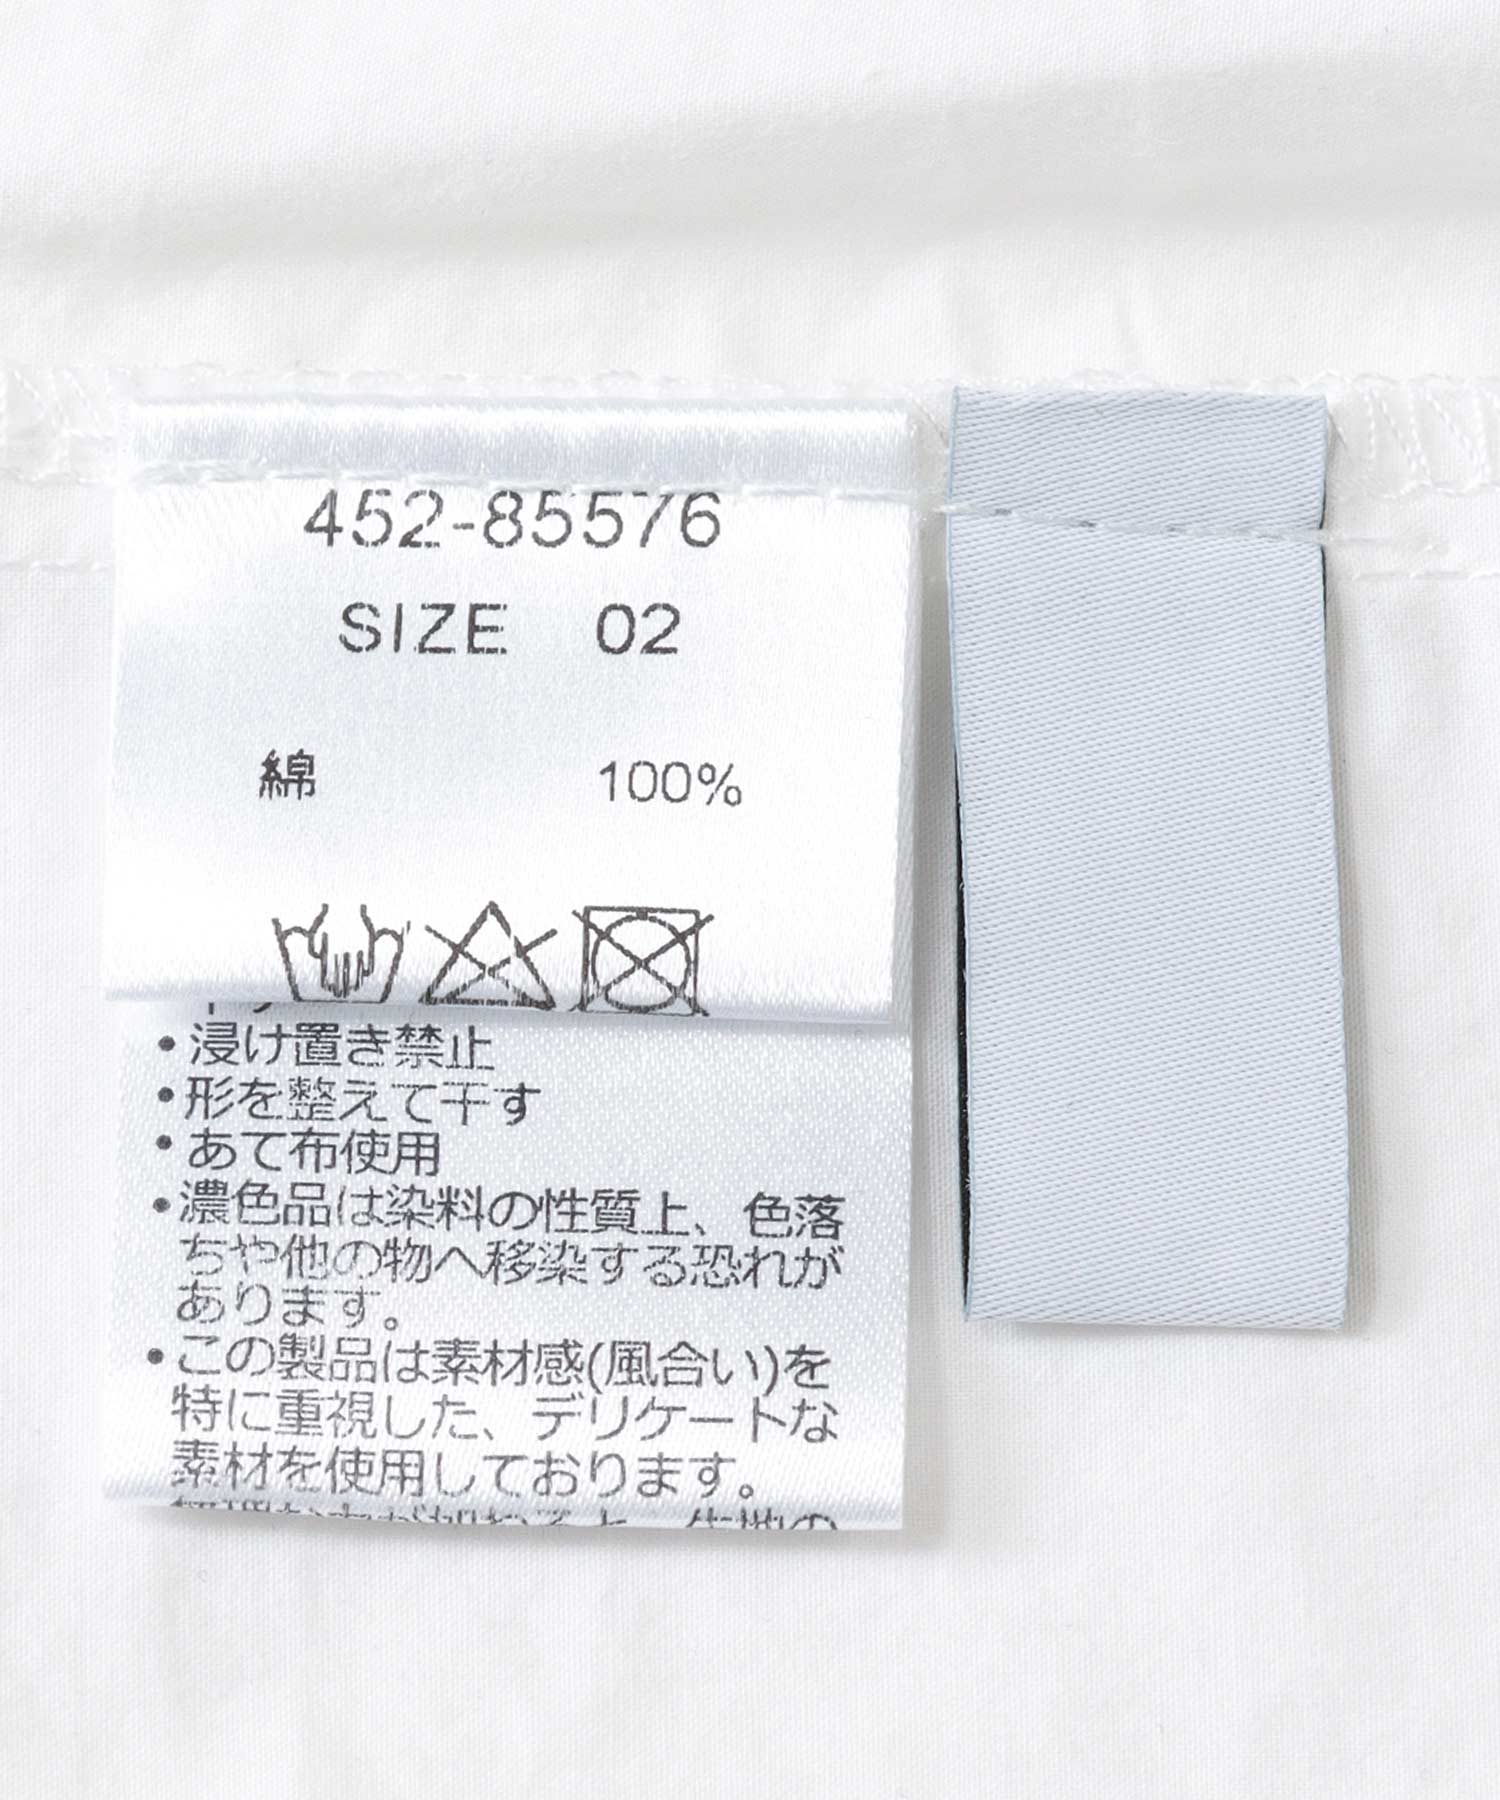 452-85576
SIZE 02
綿 100%
・浸け置き禁止
・形を整えて干す
・あて布使用
・濃色品は染料の性質上、色落
ちや他の物へ移染する恐れが
あります。
・この製品は素材感(風合い)を
特に重視した、デリケートな
素材を使用しております。